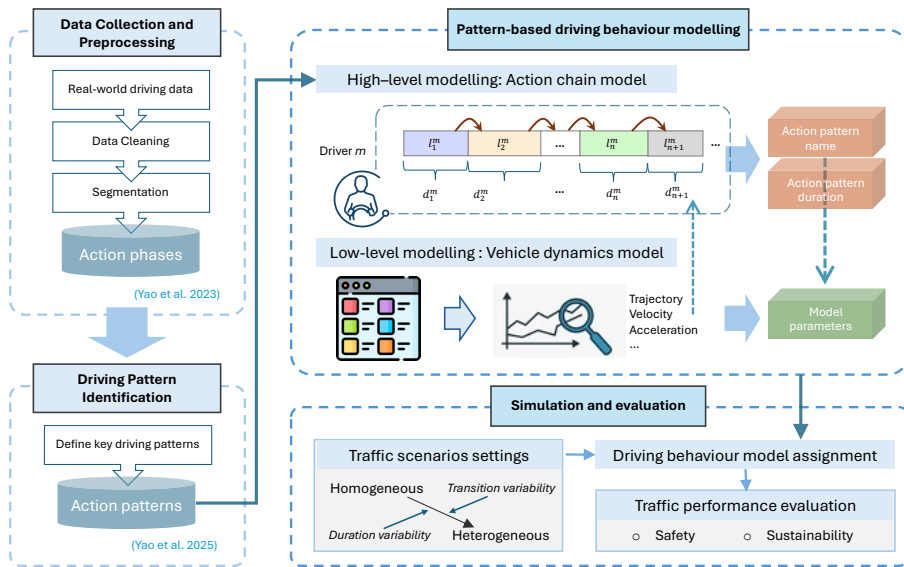 Data Collection and
Preprocessing
Real-world driving data
Data Cleaning
Segmentation
Action phases
(Yao et al. 2023)
Driving Pattern
Identification
Define key driving patterns
Action patterns
(Yao et al. 2025)
Pattern-based driving behaviour modelling
High–level modelling: Action chain model
Driver m
l₁ᵐ l₂ᵐ ... lₙᵐ lₙ₊₁ᵐ ...
d₁ᵐ d₂ᵐ ... dₙᵐ dₙ₊₁ᵐ
Action pattern
name
Action pattern
duration
Low-level modelling : Vehicle dynamics model
Trajectory
Velocity
Acceleration
...
Model
parameters
Simulation and evaluation
Traffic scenarios settings
Homogeneous
Transition variability
Duration variability
Heterogeneous
Driving behaviour model assignment
Traffic performance evaluation
○ Safety ○ Sustainability